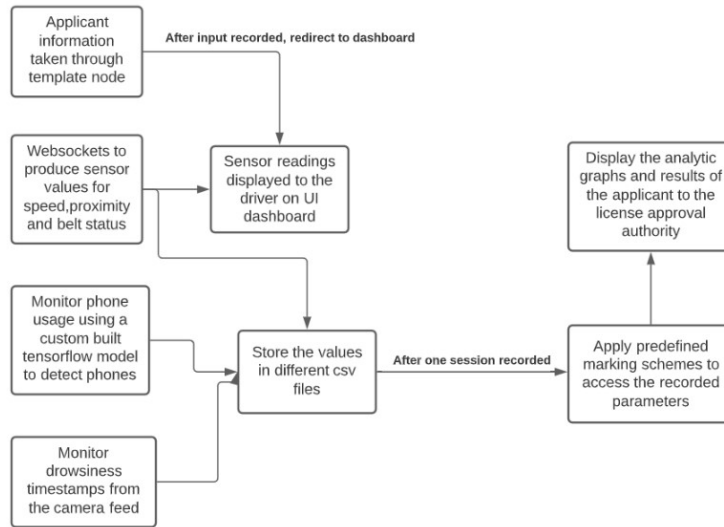 Applicant
information
taken through
template node
After input recorded, redirect to dashboard
Websockets to
produce sensor
values for
speed,proximity
and belt status
Sensor readings
displayed to the
driver on UI
dashboard
Display the analytic
graphs and results of
the applicant to the
license approval
authority
Monitor phone
usage using a
custom built
tensorflow model
to detect phones
Store the values
in different csv
files
After one session recorded
Apply predefined
marking schemes to
access the recorded
parameters
Monitor
drowsiness
timestamps from
the camera feed